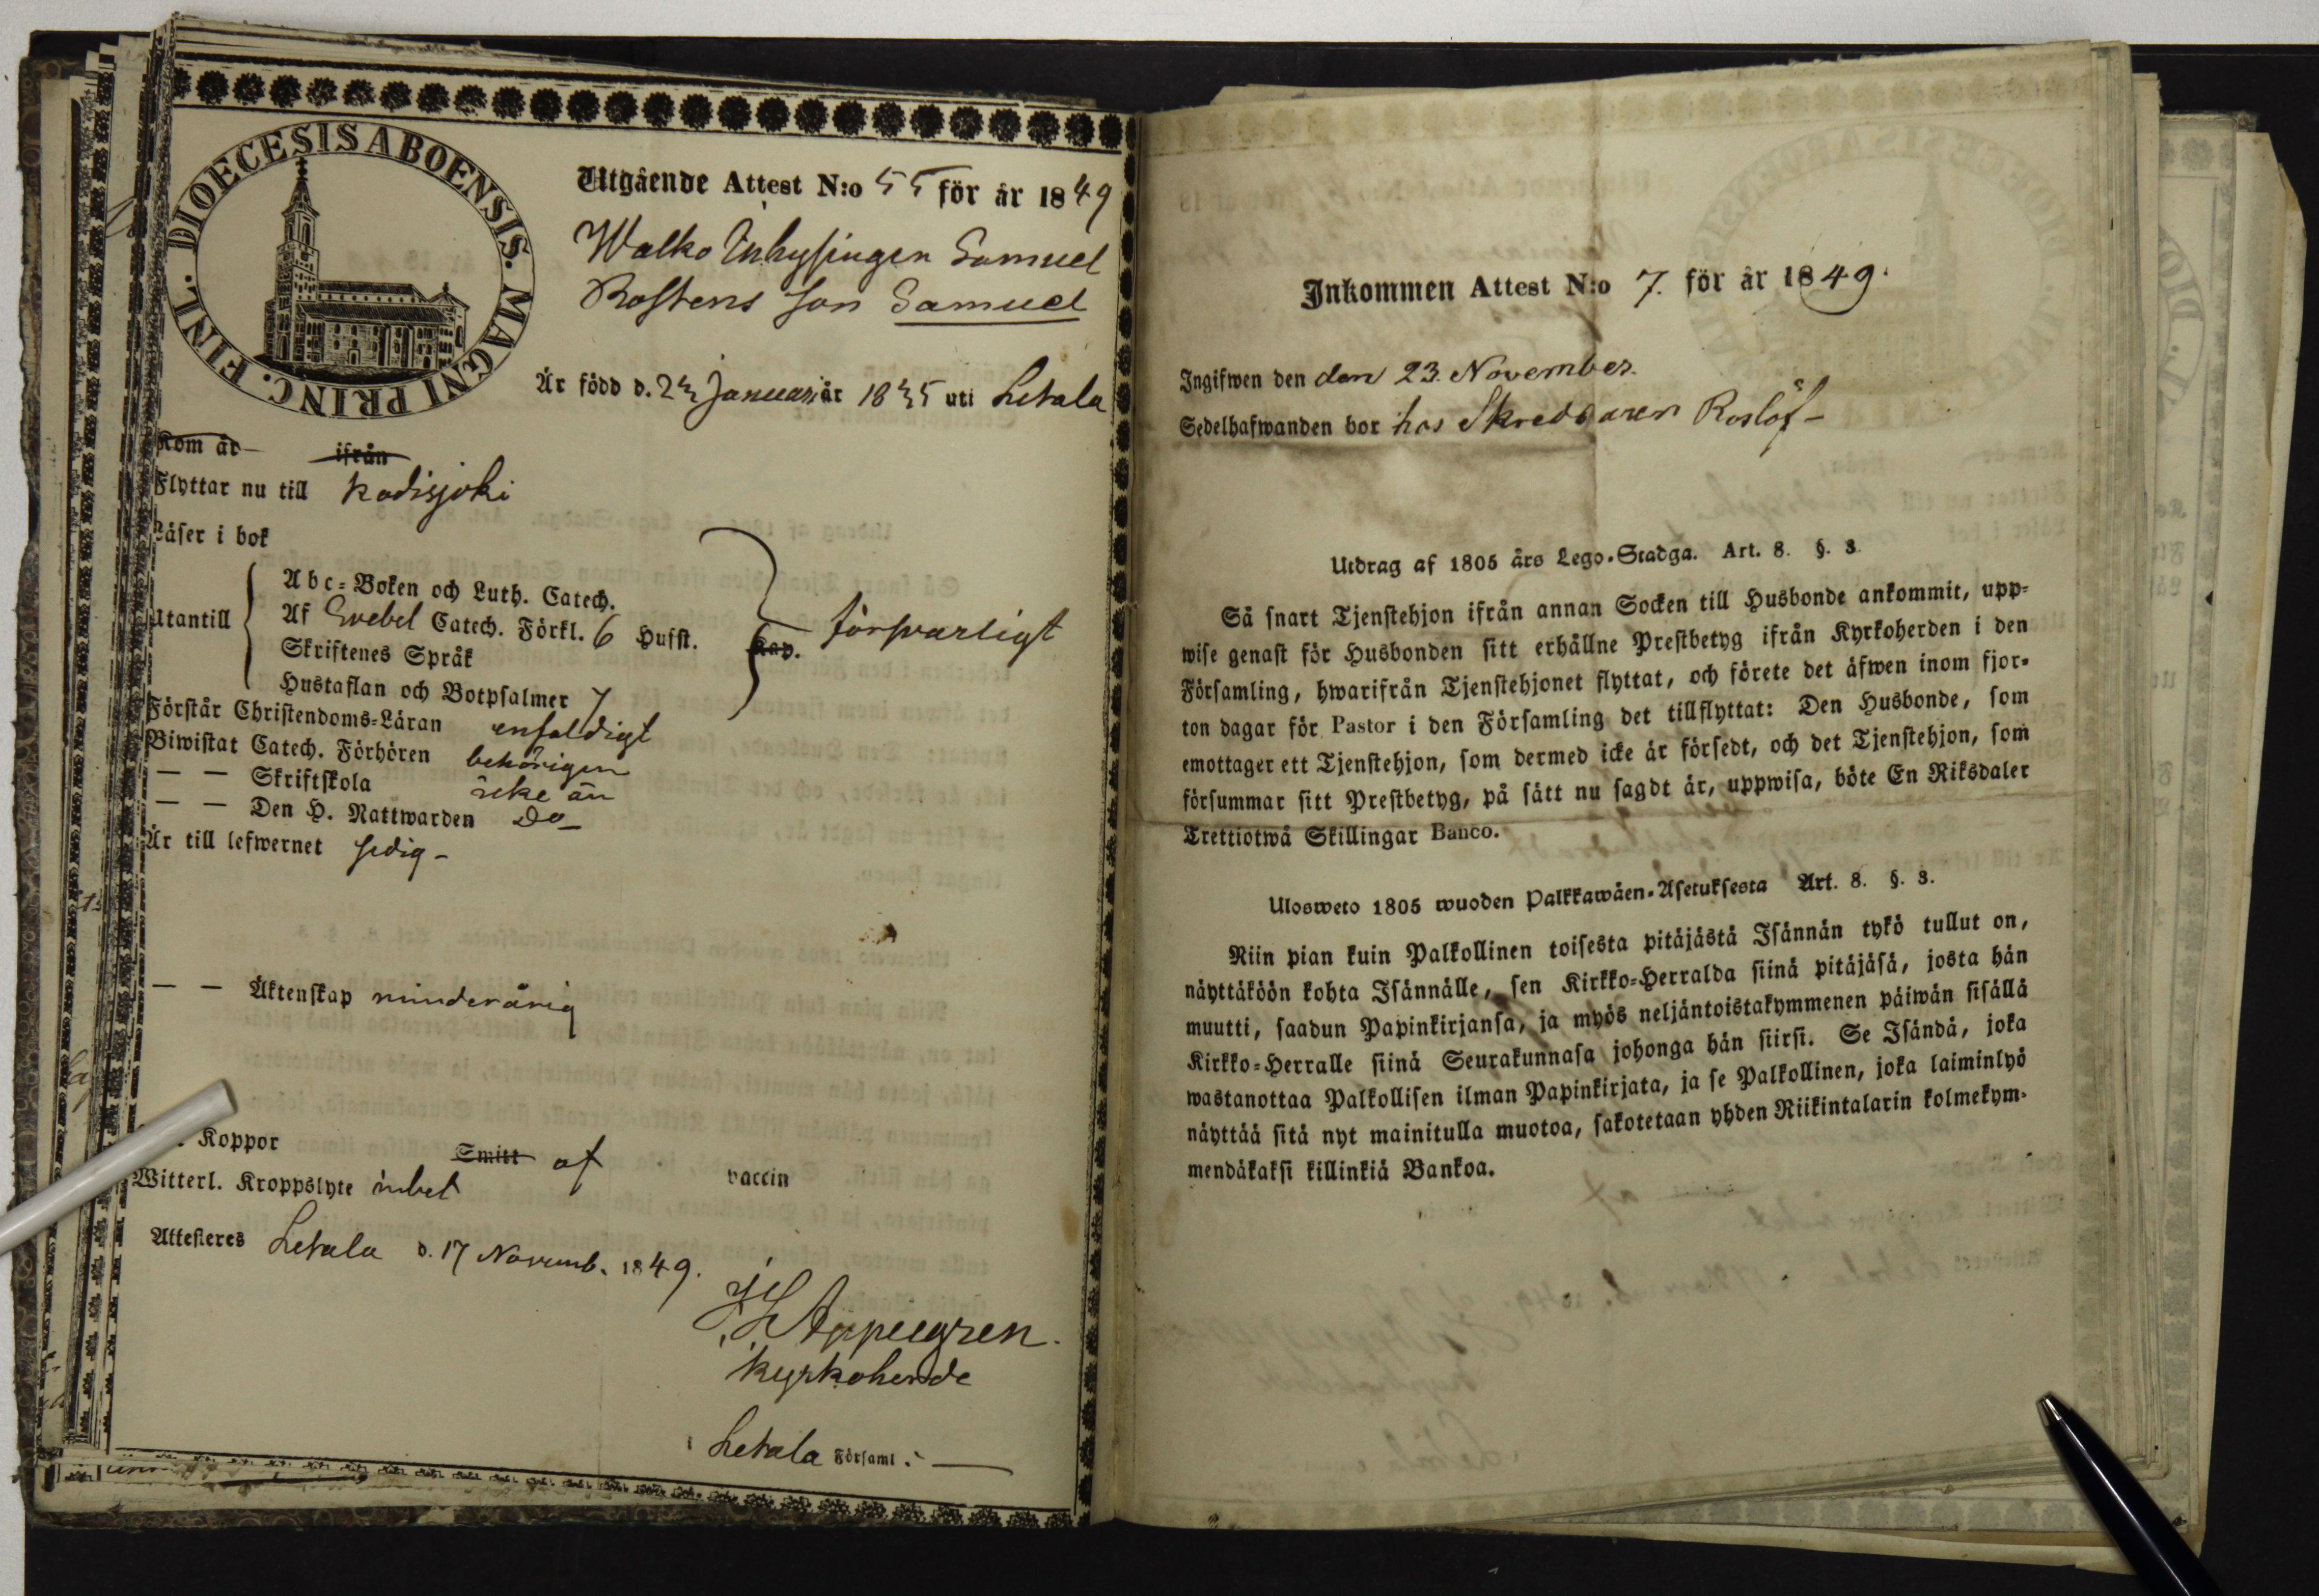 DIOECESIS ABOENSIS. MAGNI PRINC. FINL.
Utgående Attest N:o 55 för år 1849
Walko Inhysingen Samuel
Rostens son Samuel
Är född d. 23 Januari år 1835 uti Letala
Kom år ifrån
Flyttar nu till Kodisjoki
Läser i bok
Utantill
Abc-Boken och Luth. Catech.
Af Svebel Catech. Förkl. 6 Hufst. Kap. försvarligt
Skriftenes Språk
Hustaflan och Botpsalmer 7
Förstår Christendoms-Läran enfaldigt
Biwistat Catech. Förhören behörigen
— — Skriftskola icke än
— — Den H. Nattwarden Do
Är till lefwernet sedig -
— — Äktenskap minderårig
Koppor Smitt af vaccin
Witterl. Kroppslyte intet
Attesteres Letala d. 17 Novemb. 1849.
Appelgren.
Kyrkoherde
i Letala Församl.
Inkommen Attest N:o 7. för år 1849.
Ingifwen den den 23. November.
Sedelhafwanden bor hos Skreddaren Roslöf -
Utdrag af 1805 års Lego-Stadga. Art. 8. §. 3.
Så snart Tjenstehjon ifrån annan Socken till Husbonde ankommit, upp-
wise genast för Husbonden sitt erhållne Prestbetyg ifrån Kyrkoherden i den
Församling, hwarifrån Tjenstehjonet flyttat, och förete det äfwen inom fjor-
ton dagar för Pastor i den Församling det tillflyttat: Den Husbonde, som
emottager ett Tjenstehjon, som dermed icke är försedt, och det Tjenstehjon, som
försummar sitt Prestbetyg, på sätt nu sagdt är, uppwisa, böte En Riksdaler
Trettiotwå Skillingar Banco.
Ulosweto 1805 wuoden Palkkawäen-Asetuksesta Art. 8. §. 3.
Niin pian kuin Palkollinen toisesta pitäjästä Isännän tykö tullut on,
näyttäköön kohta Isännälle, sen Kirkko-Herralda siinä pitäjäsä, josta hän
muutti, saadun Papinkirjansa, ja myös neljäntoistakymmenen päiwän sisällä
Kirkko-Herralle siinä Seurakunnasa johonga hän siirsi. Se Isändä, joka
wastanottaa Palkollisen ilman Papinkirjata, ja se Palkollinen, joka laiminlyö
näyttää sitä nyt mainitulla muotoa, sakotetaan yhden Riikintalarin kolmekym-
mendäkaksi killinkiä Bankoa.